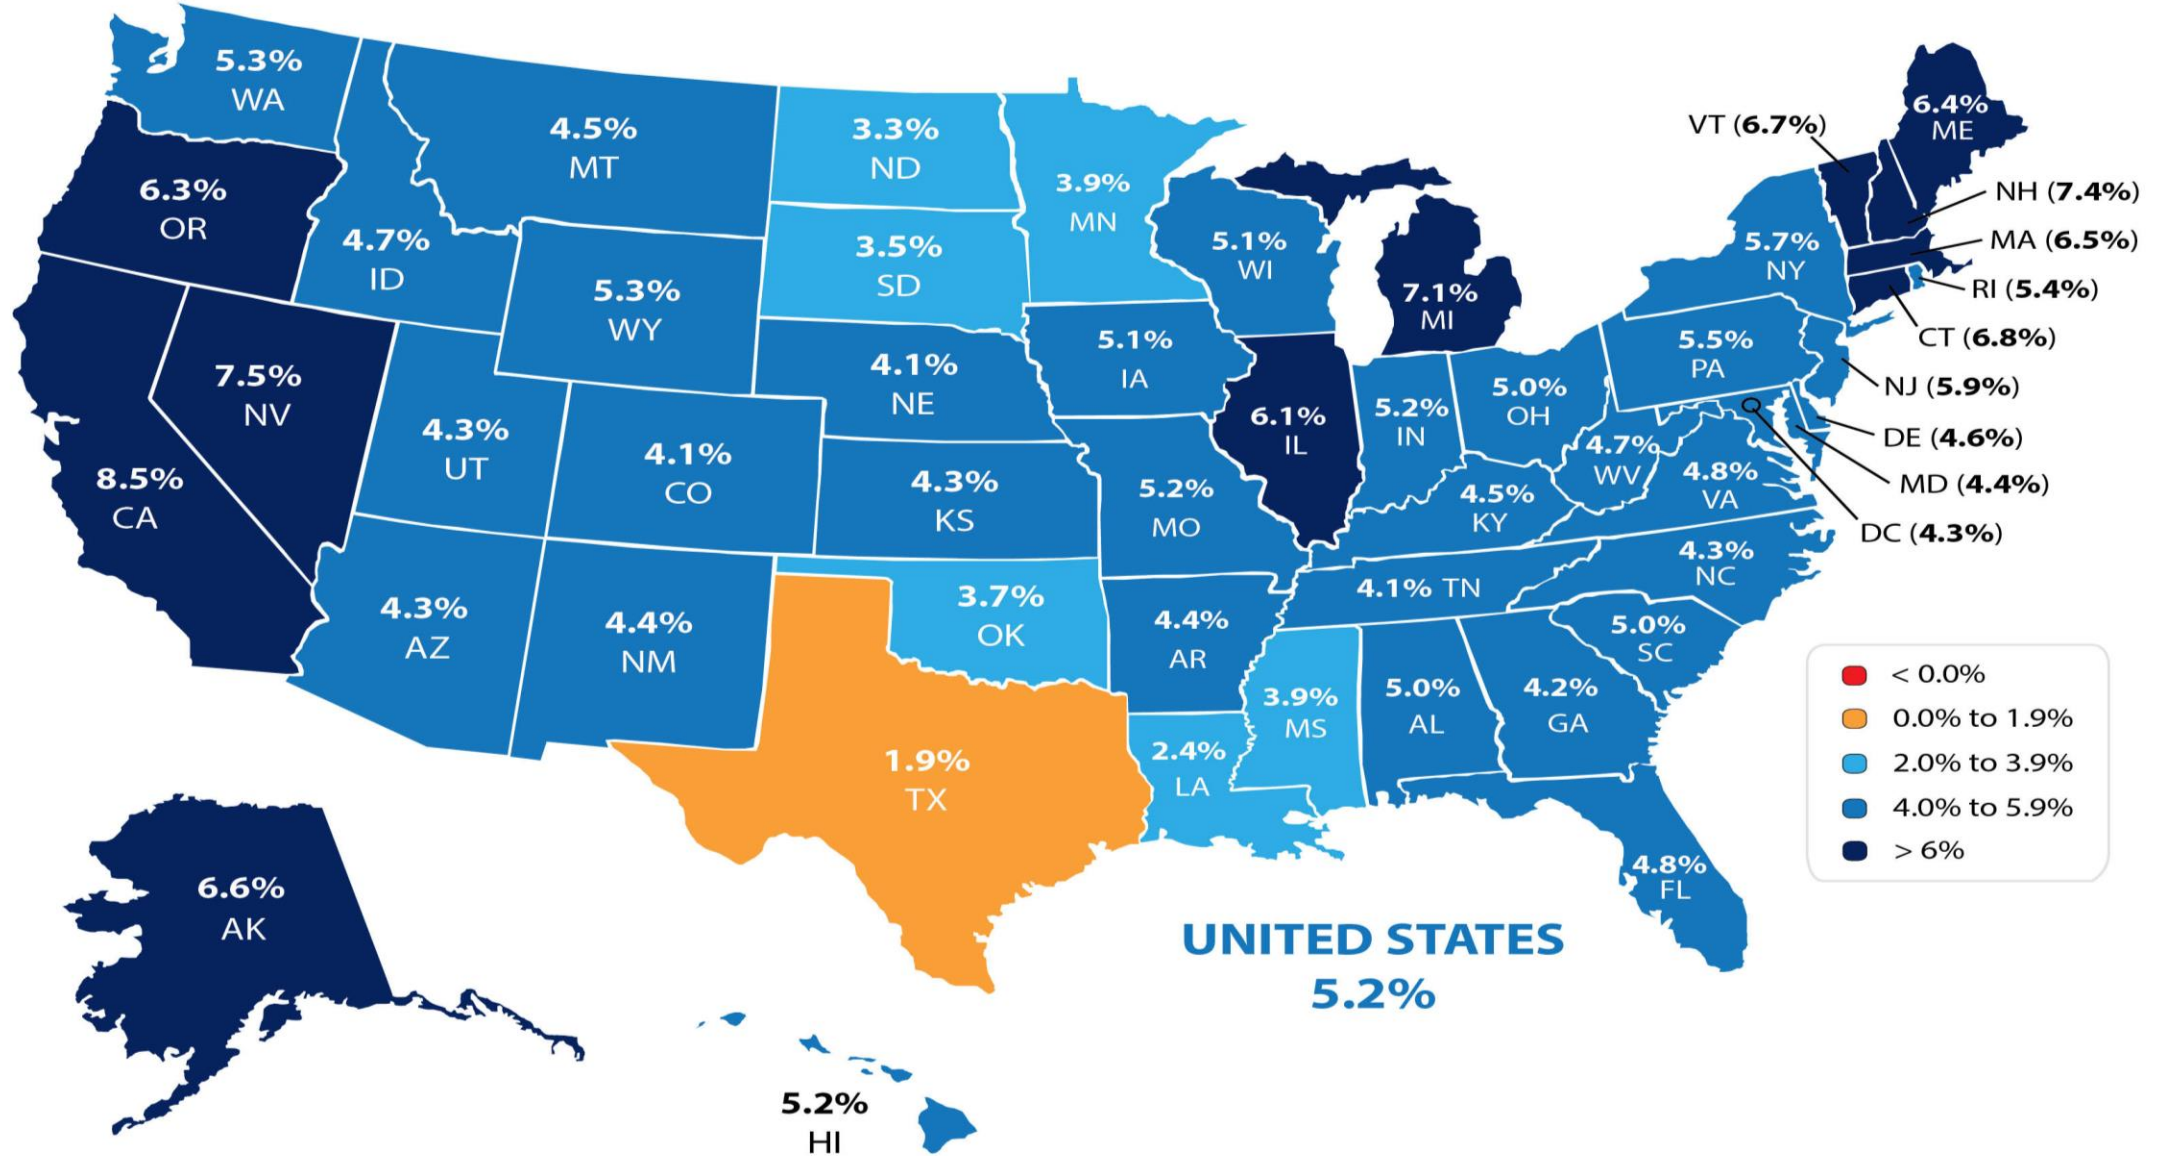 5.3%
WA
6.3%
OR
8.5%
CA
7.5%
NV
4.7%
ID
4.5%
MT
5.3%
WY
4.3%
UT
4.1%
CO
4.3%
AZ
4.4%
NM
3.3%
ND
3.5%
SD
4.1%
NE
4.3%
KS
3.7%
OK
1.9%
TX
3.9%
MN
5.1%
IA
5.2%
MO
4.4%
AR
2.4%
LA
5.1%
WI
6.1%
IL
7.1%
MI
5.2%
IN
5.0%
OH
4.5%
KY
4.1% TN
3.9%
MS
5.0%
AL
4.2%
GA
4.8%
FL
5.0%
SC
4.3%
NC
4.8%
VA
4.7%
WV
5.5%
PA
5.7%
NY
6.4%
ME
VT (6.7%)
NH (7.4%)
MA (6.5%)
RI (5.4%)
CT (6.8%)
NJ (5.9%)
DE (4.6%)
MD (4.4%)
DC (4.3%)
6.6%
AK
5.2%
HI
UNITED STATES
5.2%
< 0.0%
0.0% to 1.9%
2.0% to 3.9%
4.0% to 5.9%
> 6%